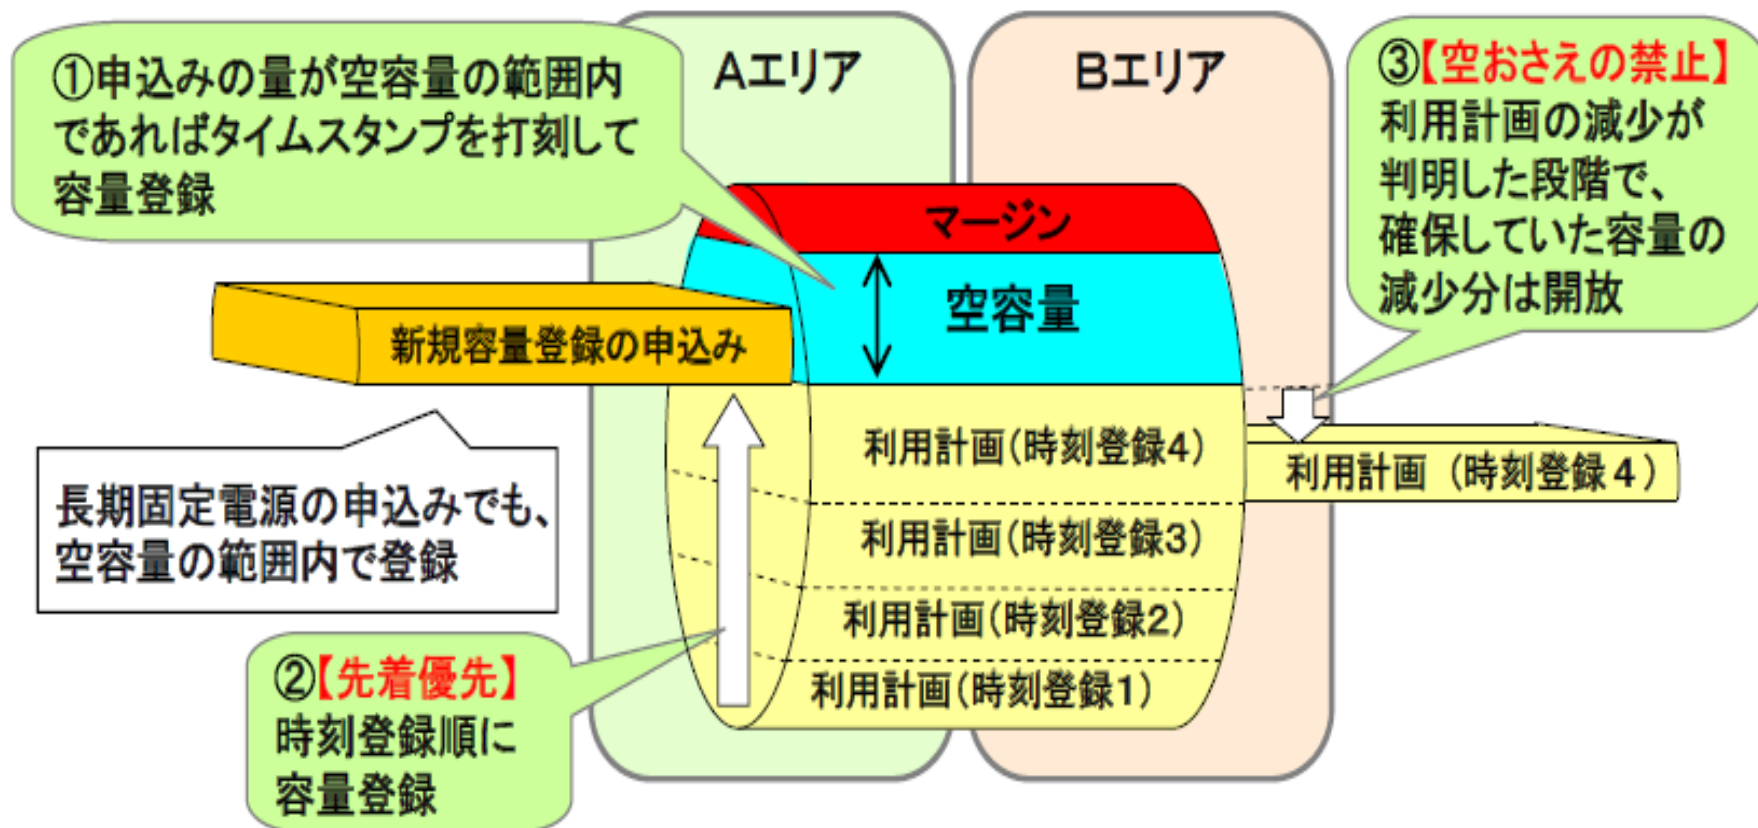 ①申込みの量が空容量の範囲内
であればタイムスタンプを打刻して
容量登録
Aエリア
Bエリア
③【空おさえの禁止】
利用計画の減少が
判明した段階で、
確保していた容量の
減少分は開放
マージン
空容量
新規容量登録の申込み
長期固定電源の申込みでも、
空容量の範囲内で登録
利用計画(時刻登録4)
利用計画(時刻登録3)
利用計画(時刻登録2)
利用計画(時刻登録1)
利用計画 (時刻登録4)
②【先着優先】
時刻登録順に
容量登録